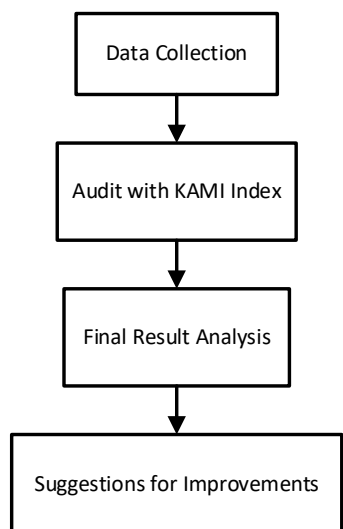 Data Collection
Audit with KAMI Index
Final Result Analysis
Suggestions for Improvements